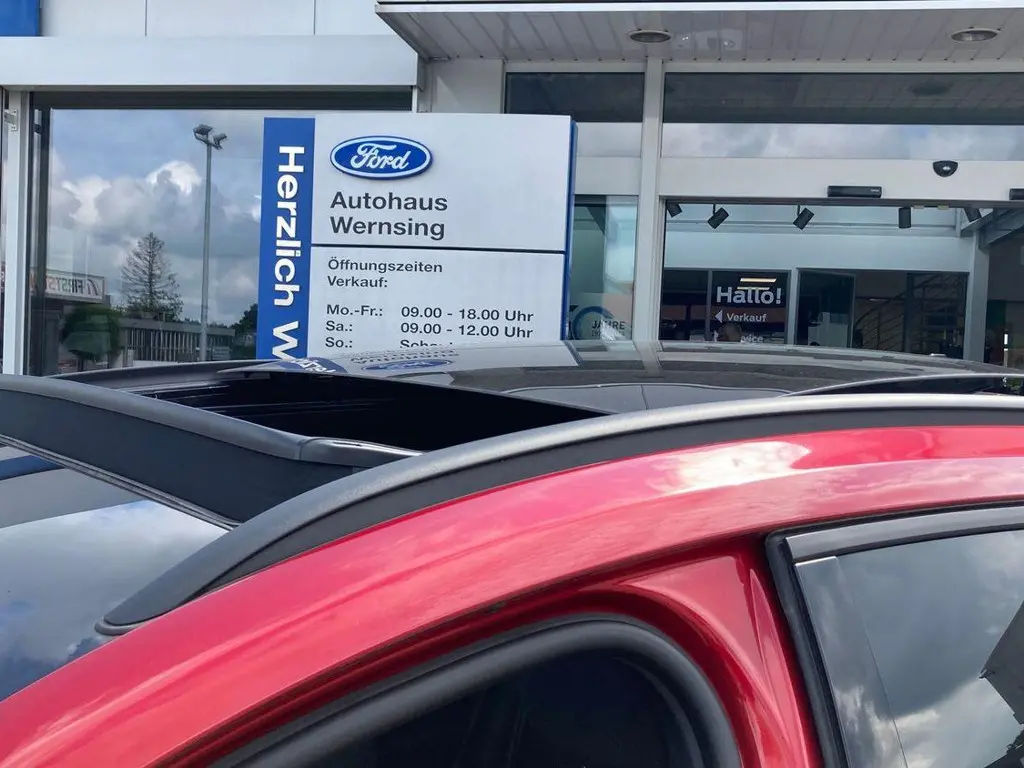 Herzlich W
Ford
Autohaus
Wernsing
Öffnungszeiten
Verkauf:
Mo.-Fr.: 09.00 - 18.00 Uhr
Sa.: 09.00 - 12.00 Uhr
So.:
Hallo!
Verkauf
JAHRE